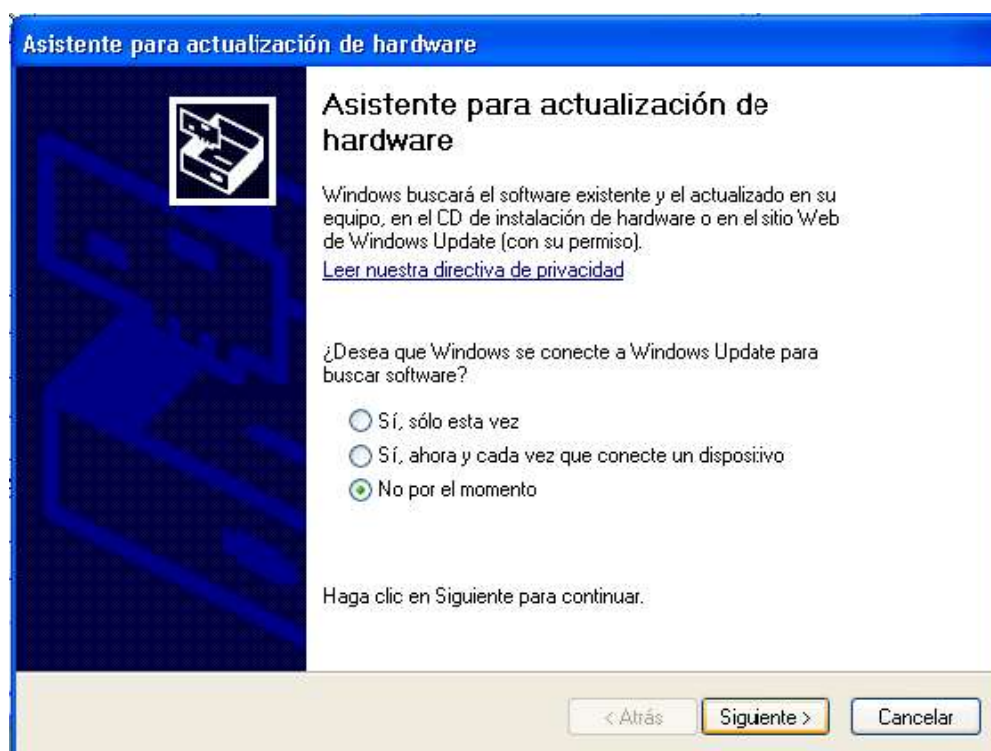 Asistente para actualización de hardware
Asistente para actualización de
hardware
Windows buscará el software existente y el actualizado en su
equipo, en el CD de instalación de hardware o en el sitio Web
de Windows Update (con su permiso).
Leer nuestra directiva de privacidad
¿Desea que Windows se conecte a Windows Update para
buscar software?
Sí, sólo esta vez
Sí, ahora y cada vez que conecte un dispositivo
No por el momento
Haga clic en Siguiente para continuar.
< Atrás Siguiente > Cancelar